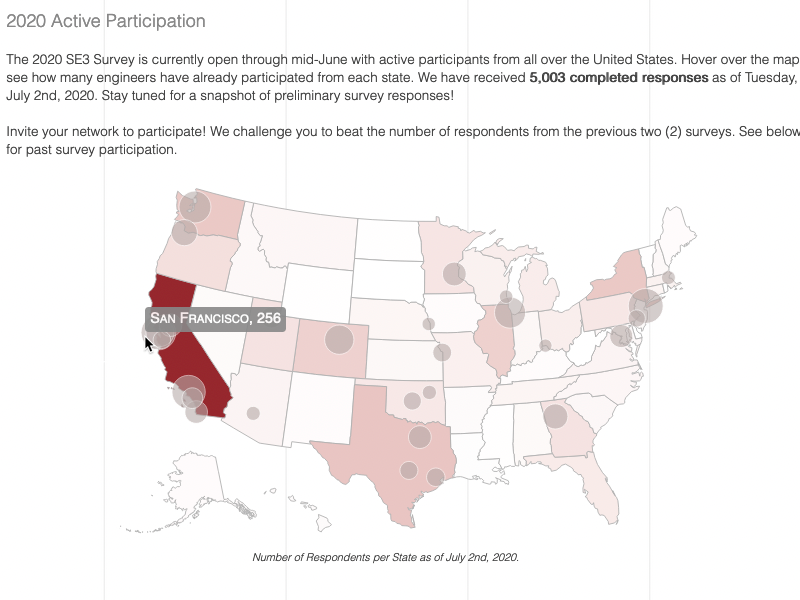 2020 Active Participation
The 2020 SE3 Survey is currently open through mid-June with active participants from all over the United States. Hover over the map
see how many engineers have already participated from each state. We have received 5,003 completed responses as of Tuesday,
July 2nd, 2020. Stay tuned for a snapshot of preliminary survey responses!
Invite your network to participate! We challenge you to beat the number of respondents from the previous two (2) surveys. See below
for past survey participation.
San Francisco, 256
Number of Respondents per State as of July 2nd, 2020.